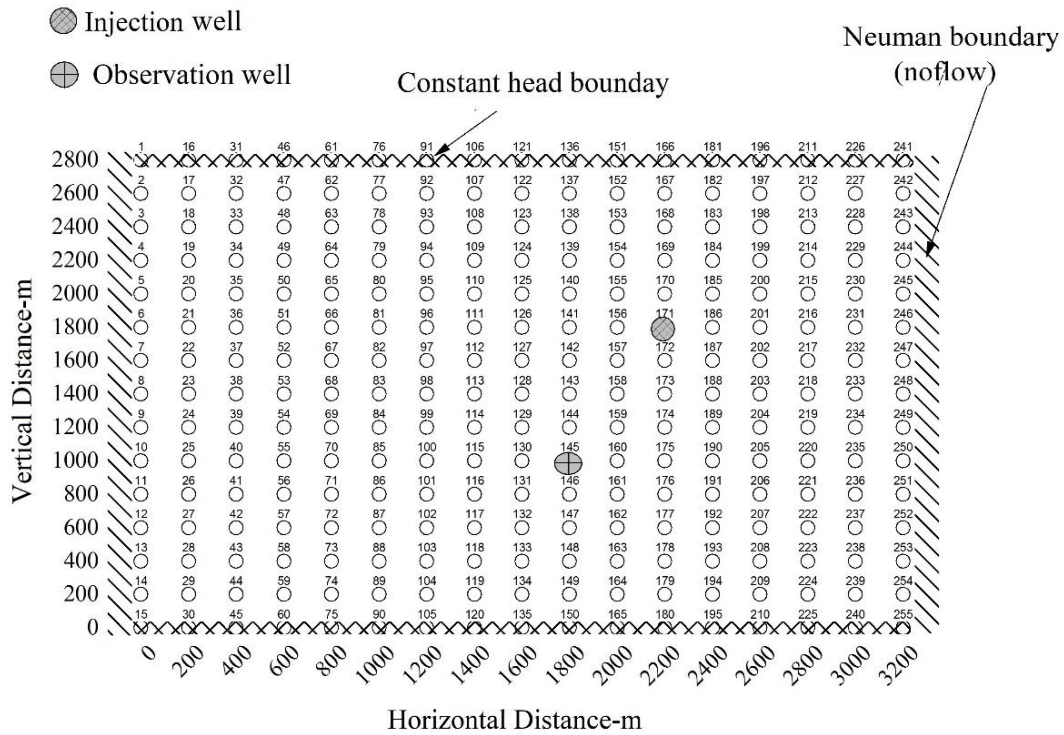 Injection well
Observation well
Neuman boundary
(noflow)
Constant head bounday
Vertical Distance-m
1 16 31 46 61 76 91 106 121 136 151 166 181 196 211 226 241
2800
2 17 32 47 62 77 92 107 122 137 152 167 182 197 212 227 242
2600
3 18 33 48 63 78 93 108 123 138 153 168 183 198 213 228 243
2400
4 19 34 49 64 79 94 109 124 139 154 169 184 199 214 229 244
2200
5 20 35 50 65 80 95 110 125 140 155 170 185 200 215 230 245
2000
6 21 36 51 66 81 96 111 126 141 156 171 186 201 216 231 246
1800
7 22 37 52 67 82 97 112 127 142 157 172 187 202 217 232 247
1600
8 23 38 53 68 83 98 113 128 143 158 173 188 203 218 233 248
1400
9 24 39 54 69 84 99 114 129 144 159 174 189 204 219 234 249
1200
10 25 40 55 70 85 100 115 130 145 160 175 190 205 220 235 250
1000
11 26 41 56 71 86 101 116 131 146 161 176 191 206 221 236 251
800
12 27 42 57 72 87 102 117 132 147 162 177 192 207 222 237 252
600
13 28 43 58 73 88 103 118 133 148 163 178 193 208 223 238 253
400
14 29 44 59 74 89 104 119 134 149 164 179 194 209 224 239 254
200
15 30 45 60 75 90 105 120 135 150 165 180 195 210 225 240 255
0
0 200 400 600 800 1000 1200 1400 1600 1800 2000 2200 2400 2600 2800 3000 3200
Horizontal Distance-m